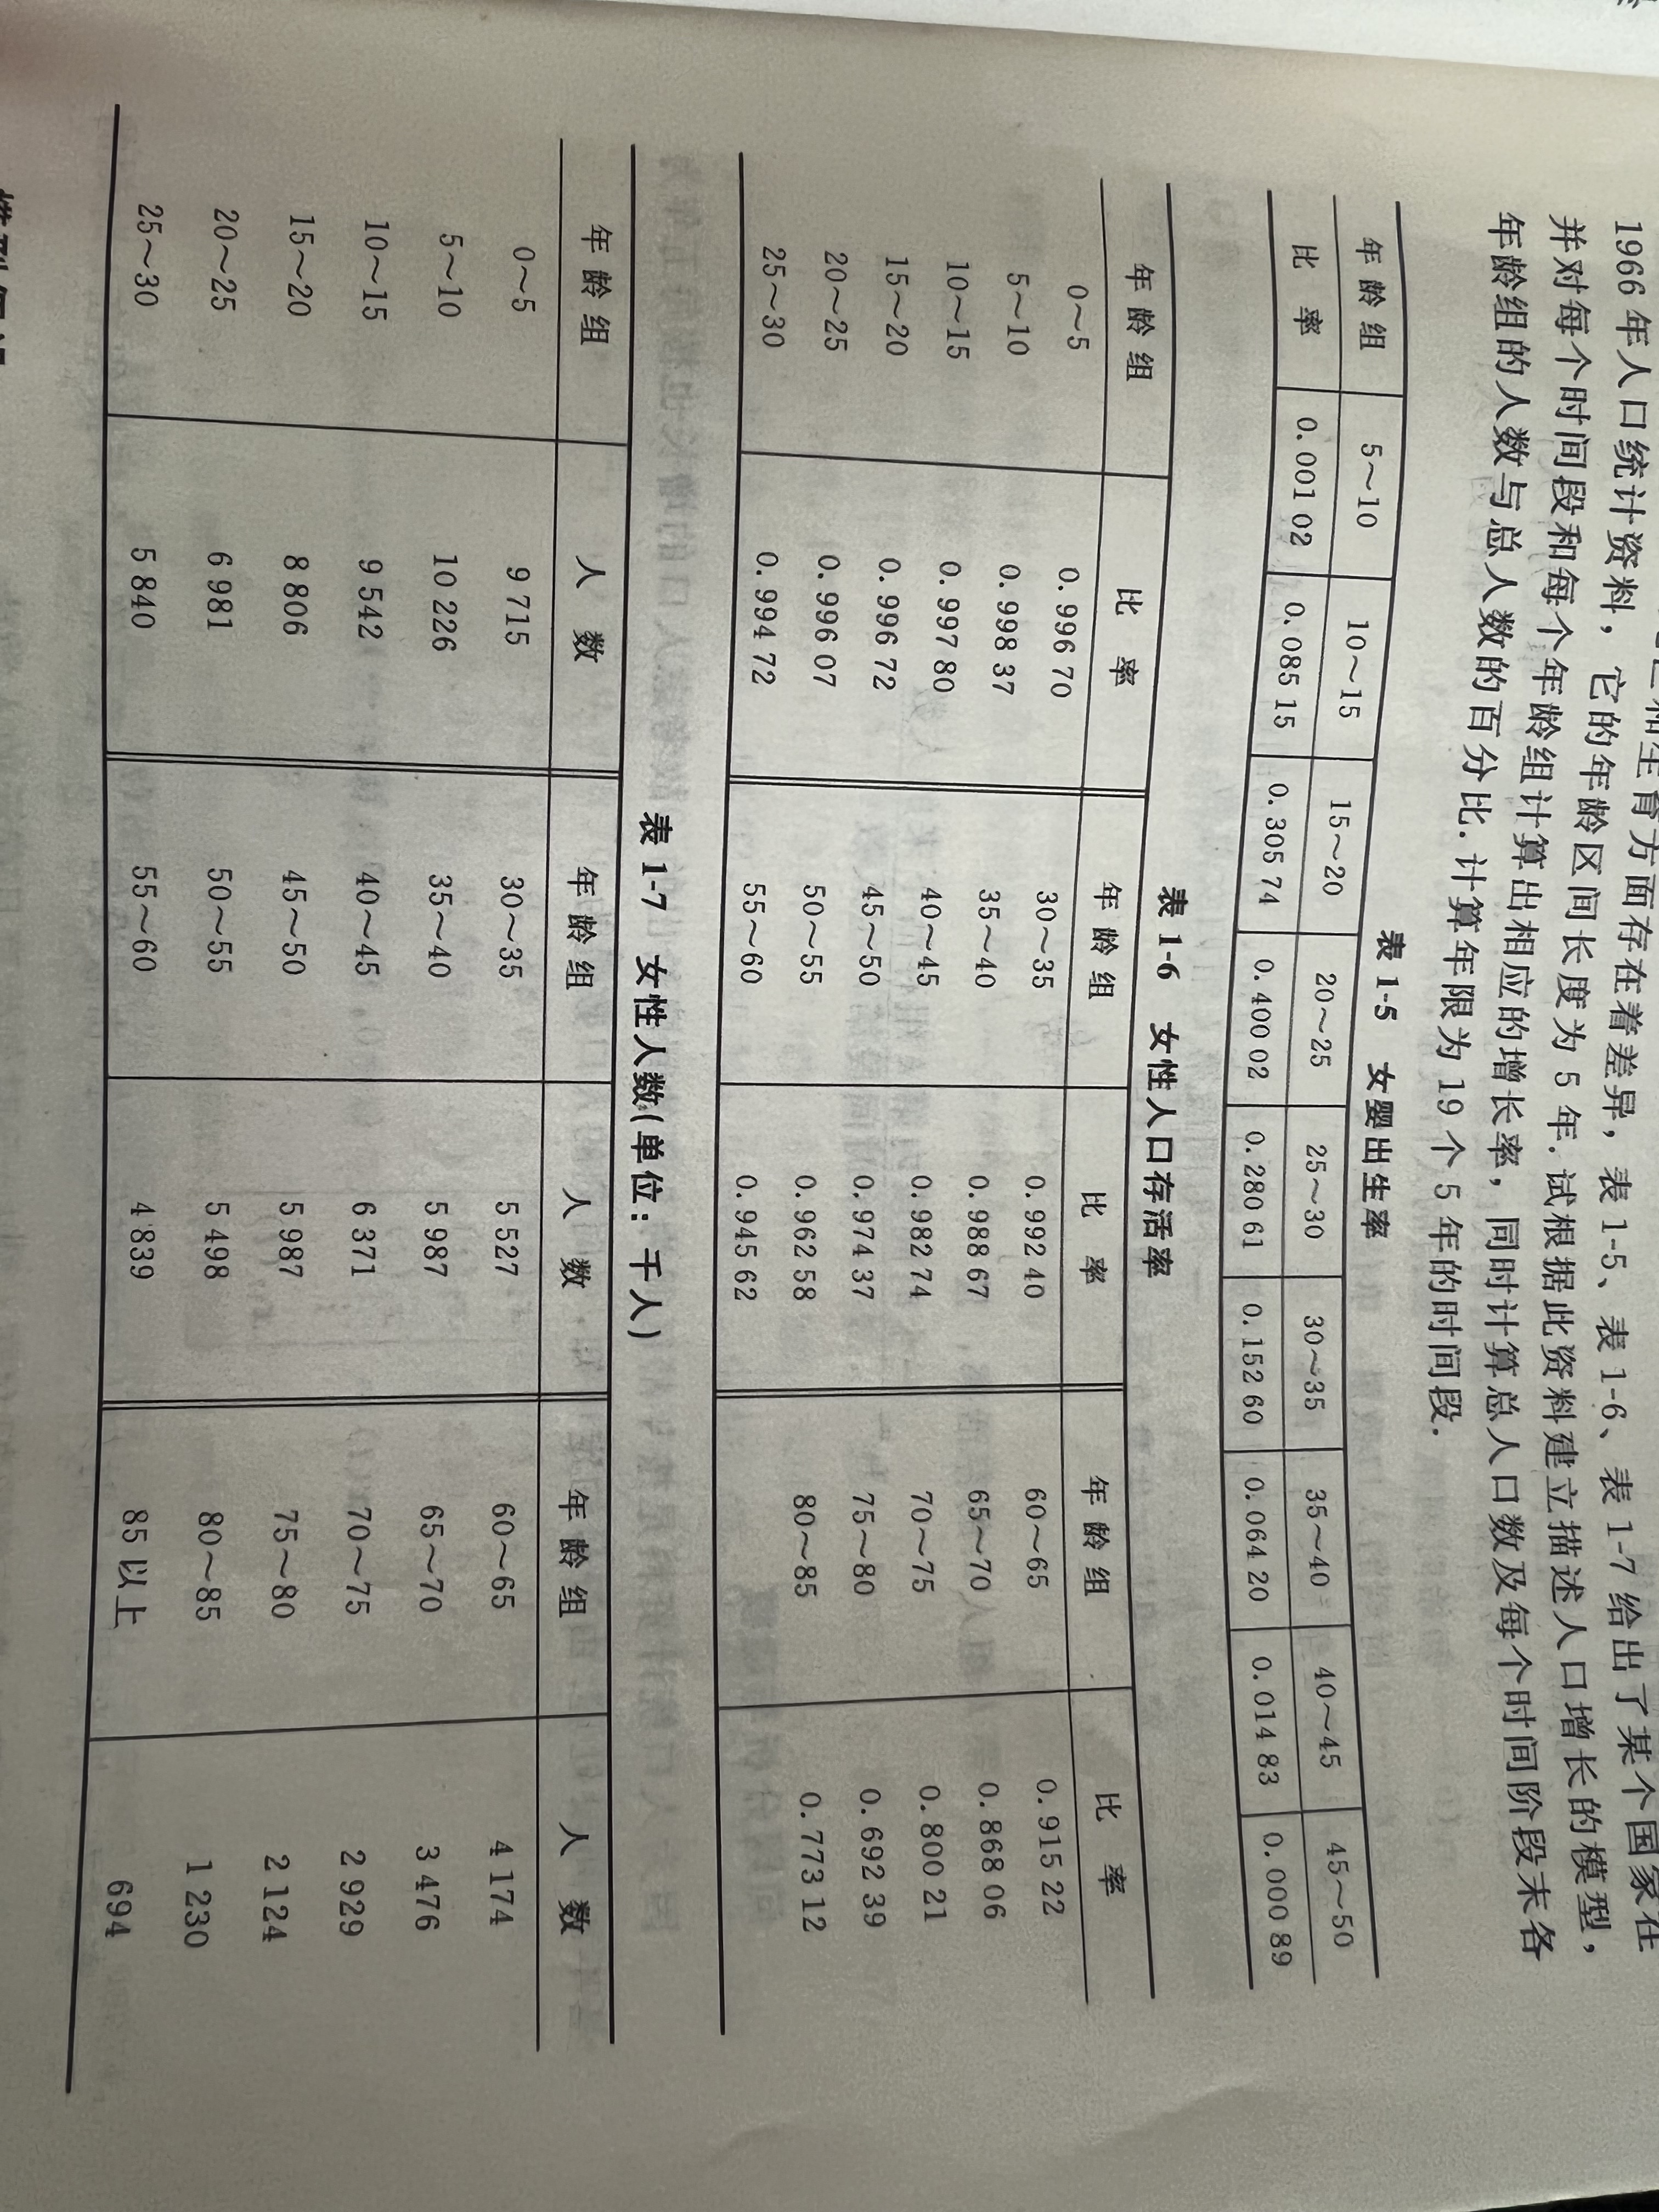 和生育方面存在着差异，表 1-5、表 1-6、表 1-7 给出了某个国家在
1966 年人口统计资料，它的年龄区间长度为 5 年. 试根据此资料建立描述人口增长的模型，
并对每个时间段和每个年龄组计算出相应的增长率，同时计算总人口数及每个时间阶段末各
年龄组的人数与总人数的百分比. 计算年限为 19 个 5 年的时间段.
表 1-5 女婴出生率
年 龄 组 5～10 10～15 15～20 20～25 25～30 30～35 35～40 40～45 45～50
比 率 0.001 02 0.085 15 0.305 74 0.400 02 0.280 61 0.152 60 0.064 20 0.014 83 0.000 89
表 1-6 女性人口存活率
年 龄 组 比 率 年 龄 组 比 率 年 龄 组 比 率
0～5 0.996 70 30～35 0.992 40 60～65 0.915 22
5～10 0.998 37 35～40 0.988 67 65～70 0.868 06
10～15 0.997 80 40～45 0.982 74 70～75 0.800 21
15～20 0.996 72 45～50 0.974 37 75～80 0.692 39
20～25 0.996 07 50～55 0.962 58 80～85 0.773 12
25～30 0.994 72 55～60 0.945 62
表 1-7 女性人数(单位：千人)
年 龄 组 人 数 年 龄 组 人 数 年 龄 组 人 数
0～5 9 715 30～35 5 527 60～65 4 174
5～10 10 226 35～40 5 987 65～70 3 476
10～15 9 542 40～45 6 371 70～75 2 929
15～20 8 806 45～50 5 987 75～80 2 124
20～25 6 981 50～55 5 498 80～85 1 230
25～30 5 840 55～60 4 839 85 以上 694